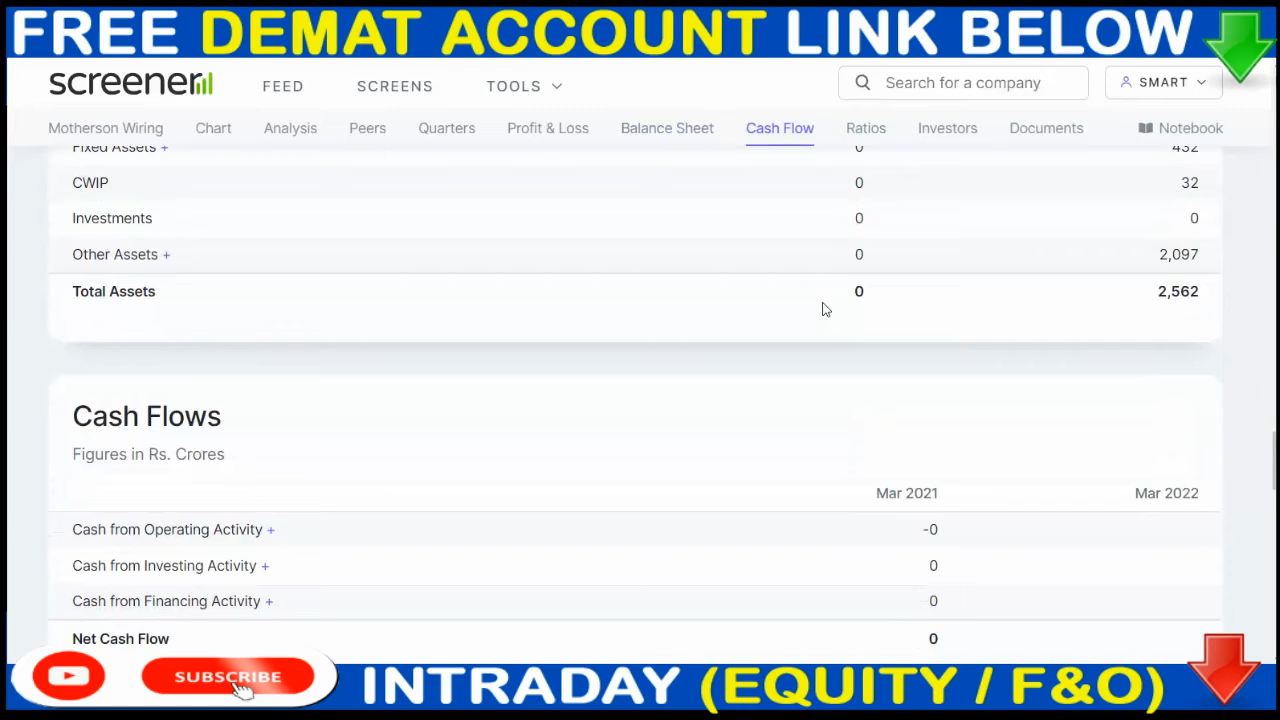 FREE DEMAT ACCOUNT LINK BELOW
screener
FEED SCREENS TOOLS
Search for a company
SMART
Motherson Wiring Chart Analysis Peers Quarters Profit & Loss Balance Sheet Cash Flow Ratios Investors Documents Notebook
Fixed Assets + 0 432
CWIP 0 32
Investments 0 0
Other Assets + 0 2,097
Total Assets 0 2,562
Cash Flows
Figures in Rs. Crores
Mar 2021 Mar 2022
Cash from Operating Activity + -0
Cash from Investing Activity + 0
Cash from Financing Activity + 0
Net Cash Flow 0
SUBSCRIBE
INTRADAY (EQUITY / F&O)